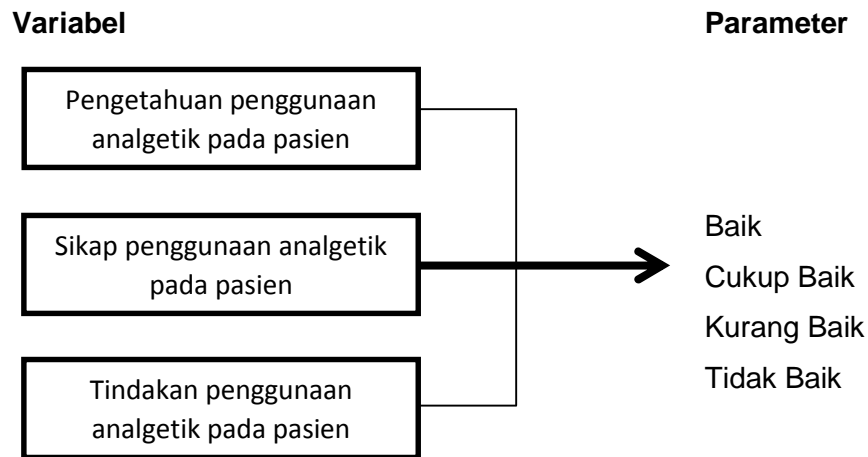 Variabel
Parameter
Pengetahuan penggunaan
analgetik pada pasien
Sikap penggunaan analgetik
pada pasien
Tindakan penggunaan
analgetik pada pasien
Baik
Cukup Baik
Kurang Baik
Tidak Baik